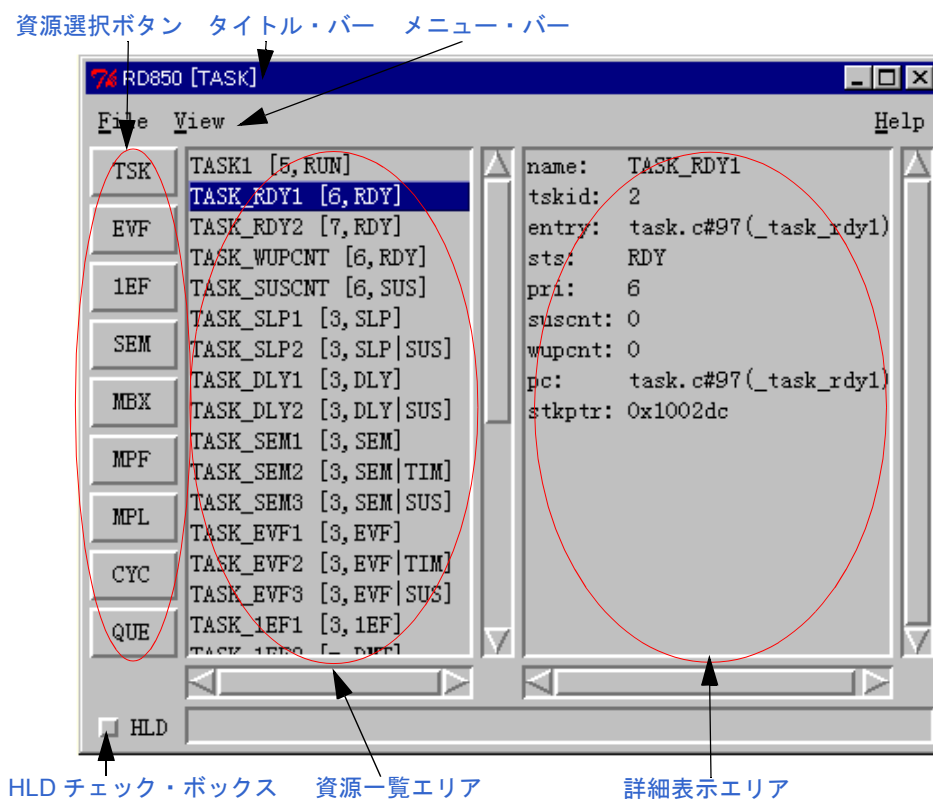 資源選択ボタン タイトル・バー メニュー・バー
RD850 [TASK]
File View Help
TSK
EVF
1EF
SEM
MBX
MPF
MPL
CYC
QUE
TASK1 [5,RUN]
TASK_RDY1 [6,RDY]
TASK_RDY2 [7,RDY]
TASK_WUPCNT [6,RDY]
TASK_SUSCNT [6,SUS]
TASK_SLP1 [3,SLP]
TASK_SLP2 [3,SLP|SUS]
TASK_DLY1 [3,DLY]
TASK_DLY2 [3,DLY|SUS]
TASK_SEM1 [3,SEM]
TASK_SEM2 [3,SEM|TIM]
TASK_SEM3 [3,SEM|SUS]
TASK_EVF1 [3,EVF]
TASK_EVF2 [3,EVF|TIM]
TASK_EVF3 [3,EVF|SUS]
TASK_1EF1 [3,1EF]
name: TASK_RDY1
tskid: 2
entry: task.c#97(_task_rdy1)
sts: RDY
pri: 6
suscnt: 0
wupcnt: 0
pc: task.c#97(_task_rdy1)
stkptr: 0x1002dc
HLD
HLD チェック・ボックス 資源一覧エリア 詳細表示エリア